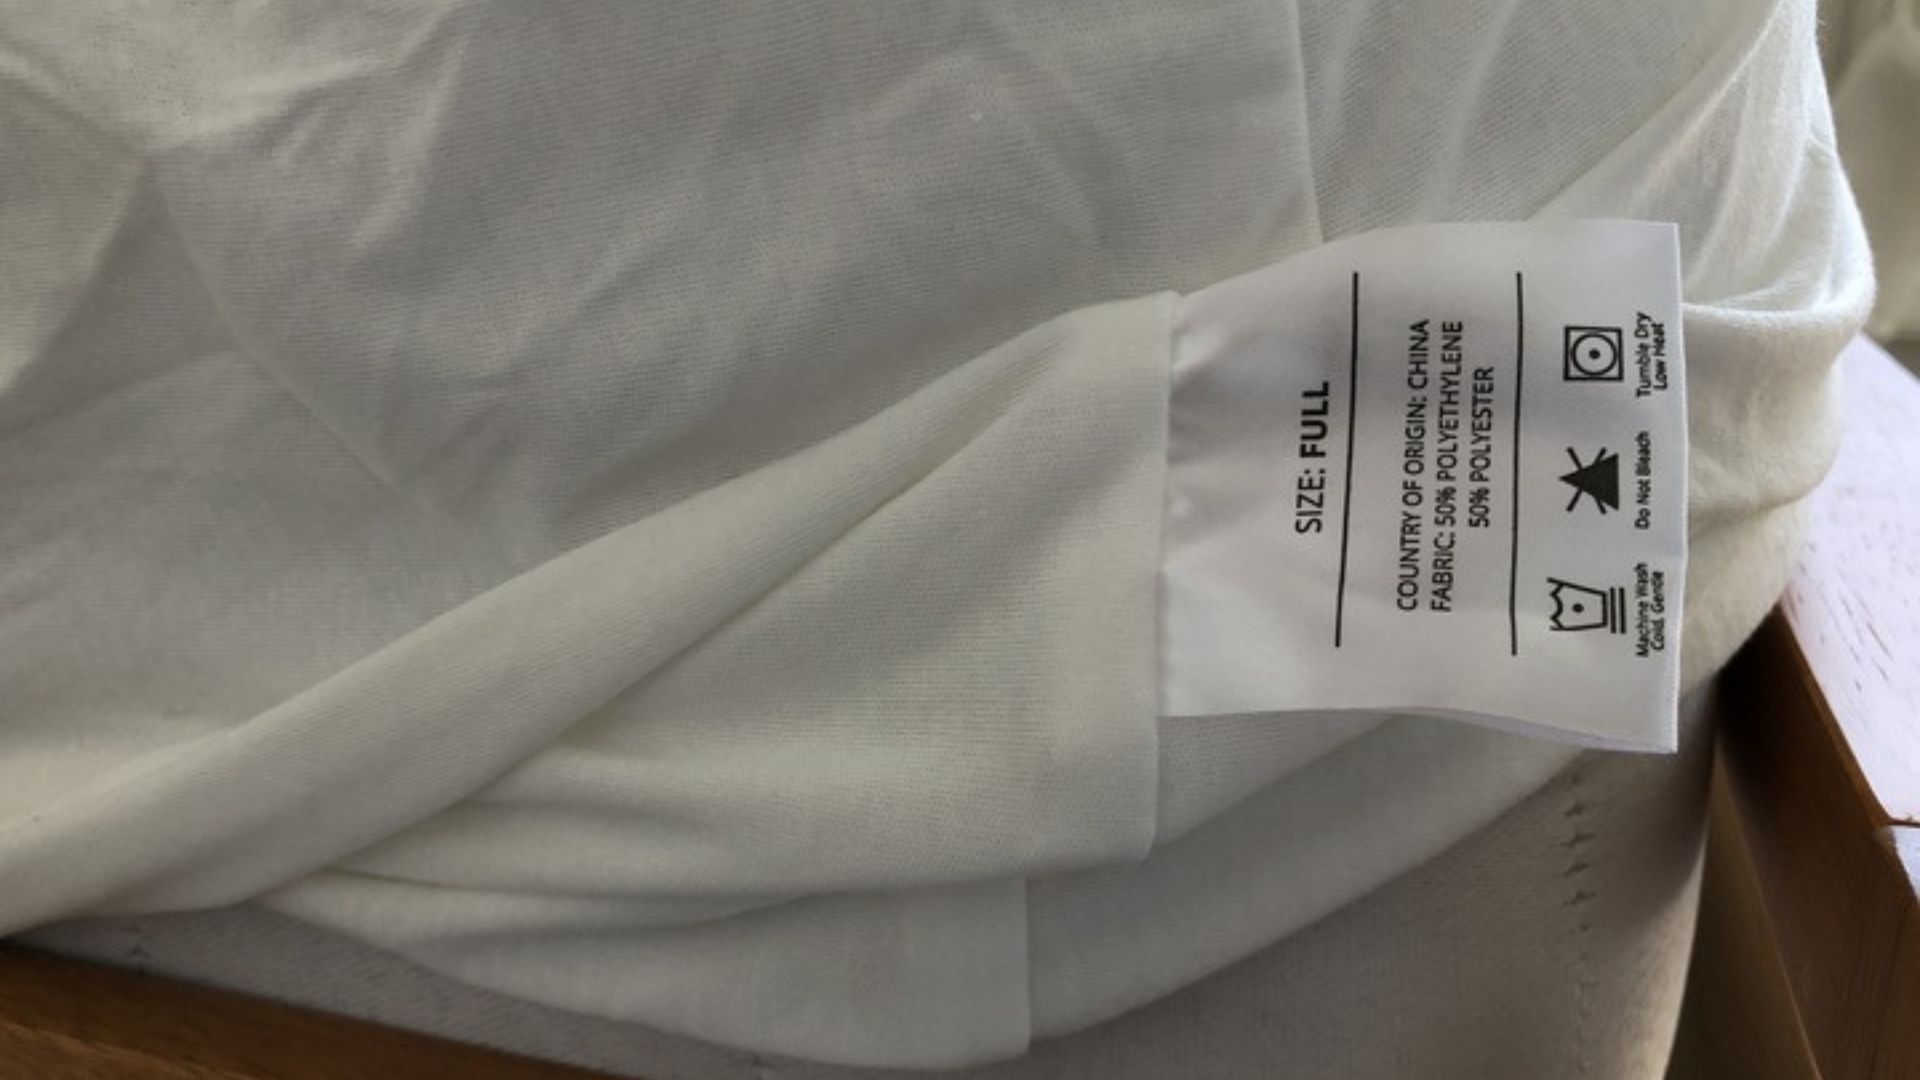 SIZE: FULL
COUNTRY OF ORIGIN: CHINA
FABRIC: 50% POLYETHYLENE
50% POLYESTER
Machine Wash
Cold, Gentle
Do Not Bleach
Tumble Dry
Low Heat